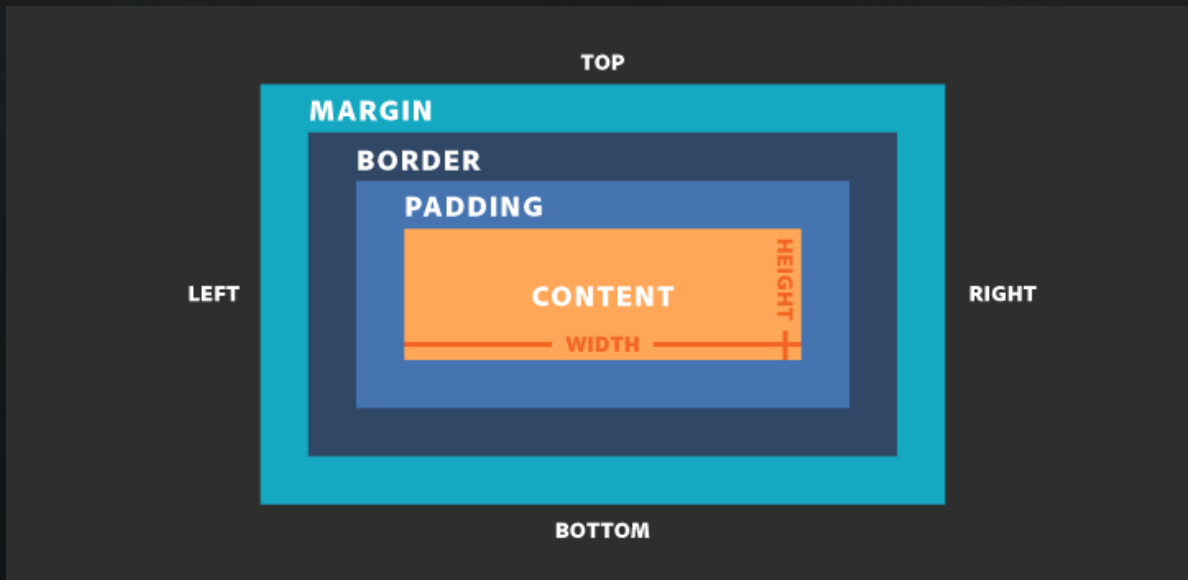 TOP
MARGIN
BORDER
PADDING
HEIGHT
LEFT
CONTENT
RIGHT
WIDTH
BOTTOM